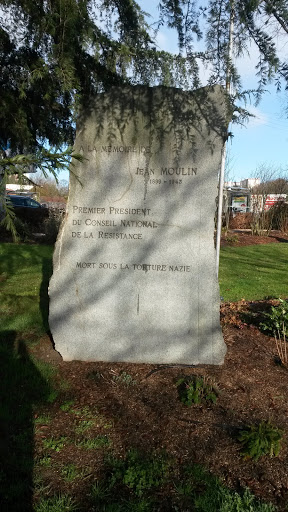 A LA MÉMOIRE DE
JEAN MOULIN
- 1899 - 1943
PREMIER PRÉSIDENT
DU CONSEIL NATIONAL
DE LA RESISTANCE
MORT SOUS LA TORTURE NAZIE